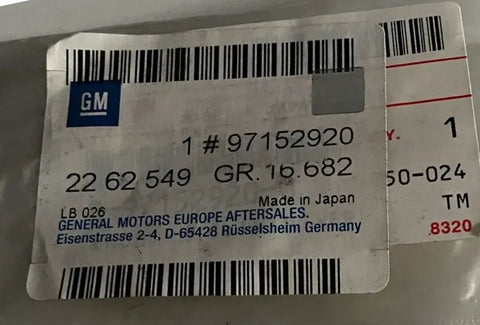 GM
1 # 97152920
22 62 549 GR.16.682
LB 026 Made in Japan
GENERAL MOTORS EUROPE AFTERSALES.
Eisenstrasse 2-4, D-65428 Rüsselsheim Germany
Y. 1
50-024
TM
8320